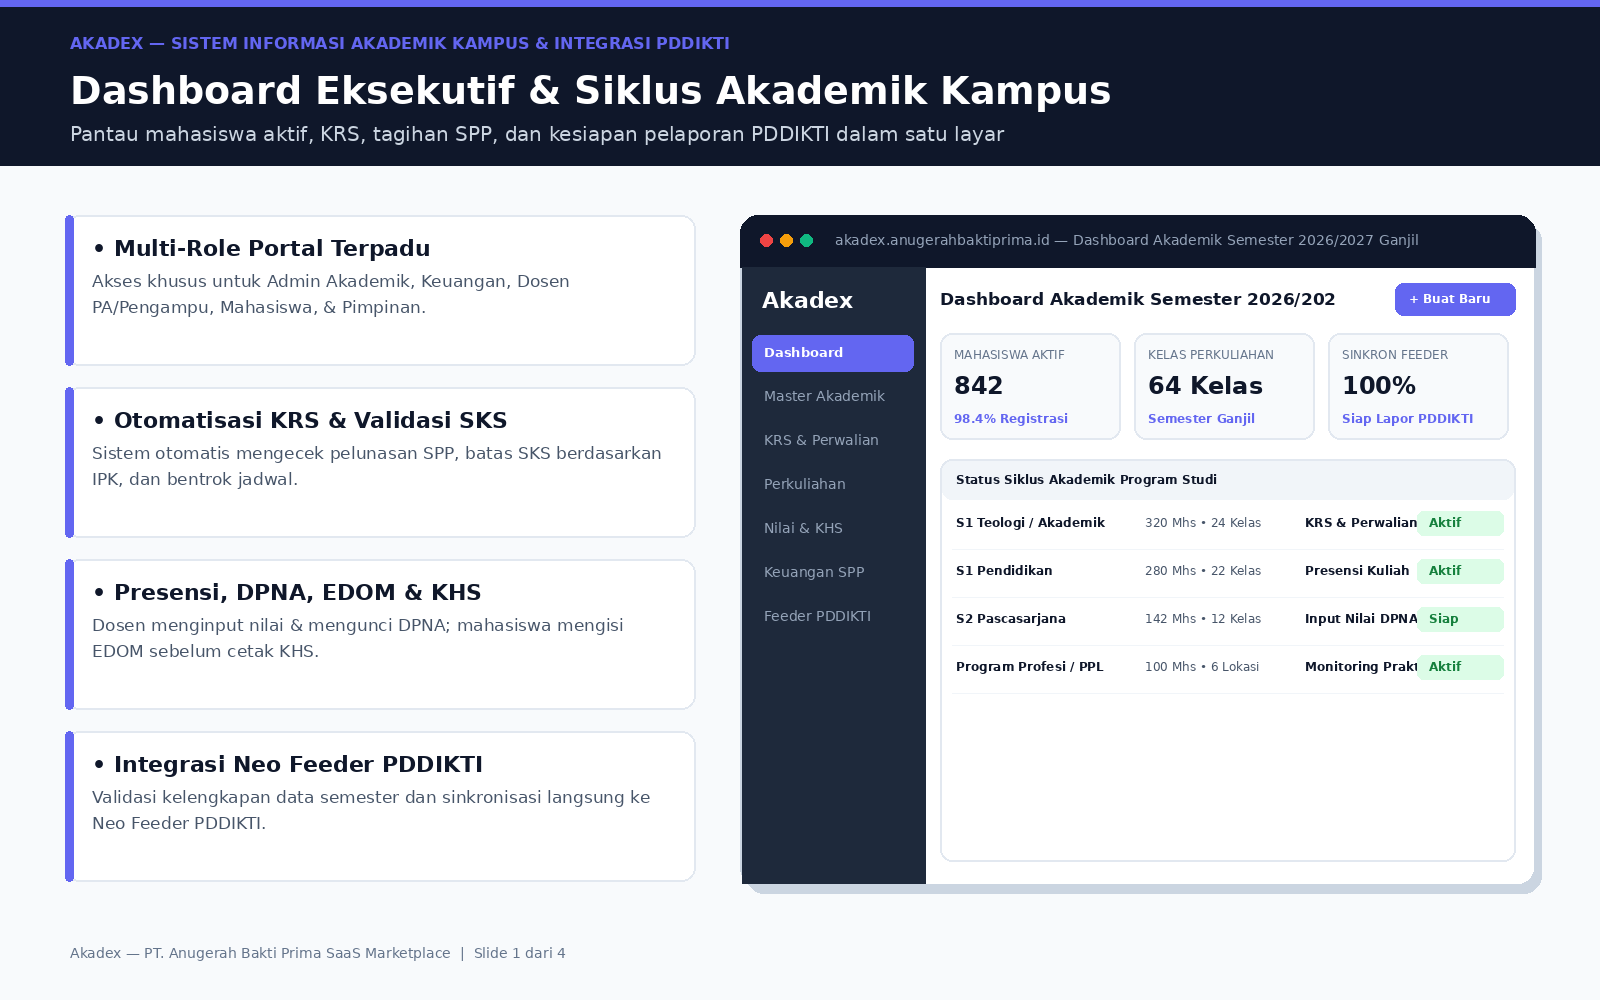 AKADEX — SISTEM INFORMASI AKADEMIK KAMPUS & INTEGRASI PDDIKTI
Dashboard Eksekutif & Siklus Akademik Kampus
Pantau mahasiswa aktif, KRS, tagihan SPP, dan kesiapan pelaporan PDDIKTI dalam satu layar
• Multi-Role Portal Terpadu
Akses khusus untuk Admin Akademik, Keuangan, Dosen
PA/Pengampu, Mahasiswa, & Pimpinan.
• Otomatisasi KRS & Validasi SKS
Sistem otomatis mengecek pelunasan SPP, batas SKS berdasarkan
IPK, dan bentrok jadwal.
• Presensi, DPNA, EDOM & KHS
Dosen menginput nilai & mengunci DPNA; mahasiswa mengisi
EDOM sebelum cetak KHS.
• Integrasi Neo Feeder PDDIKTI
Validasi kelengkapan data semester dan sinkronisasi langsung ke
Neo Feeder PDDIKTI.
akadex.anugerahbaktiprima.id — Dashboard Akademik Semester 2026/2027 Ganjil
Akadex
Dashboard
Master Akademik
KRS & Perwalian
Perkuliahan
Nilai & KHS
Keuangan SPP
Feeder PDDIKTI
Dashboard Akademik Semester 2026/202
+ Buat Baru
MAHASISWA AKTIF
842
98.4% Registrasi
KELAS PERKULIAHAN
64 Kelas
Semester Ganjil
SINKRON FEEDER
100%
Siap Lapor PDDIKTI
Status Siklus Akademik Program Studi
S1 Teologi / Akademik 320 Mhs • 24 Kelas KRS & Perwalian Aktif
S1 Pendidikan 280 Mhs • 22 Kelas Presensi Kuliah Aktif
S2 Pascasarjana 142 Mhs • 12 Kelas Input Nilai DPNA Siap
Program Profesi / PPL 100 Mhs • 6 Lokasi Monitoring Prakt Aktif
Akadex — PT. Anugerah Bakti Prima SaaS Marketplace | Slide 1 dari 4